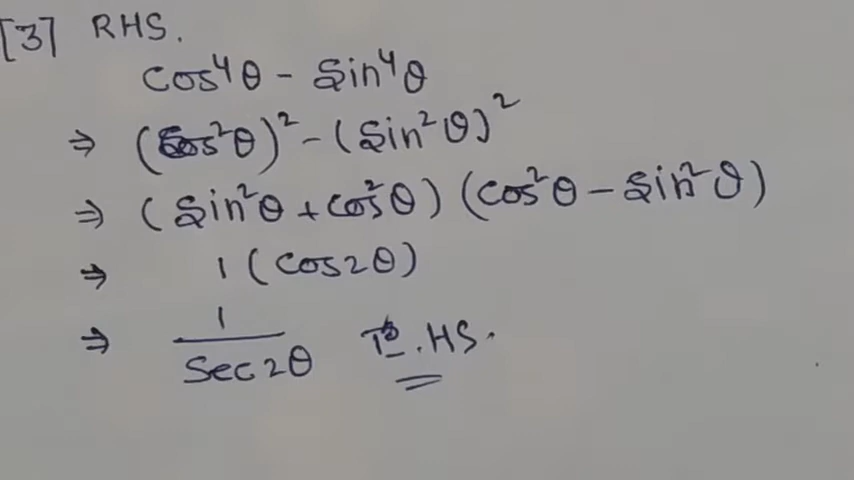 [3] RHS.
cos⁴θ - Sin⁴θ
⇒ (cos²θ)² - (Sin²θ)²
⇒ (Sin²θ + cos²θ) (cos²θ - Sin²θ)
⇒ 1 (cos2θ)
⇒ 1/Sec2θ .HS.